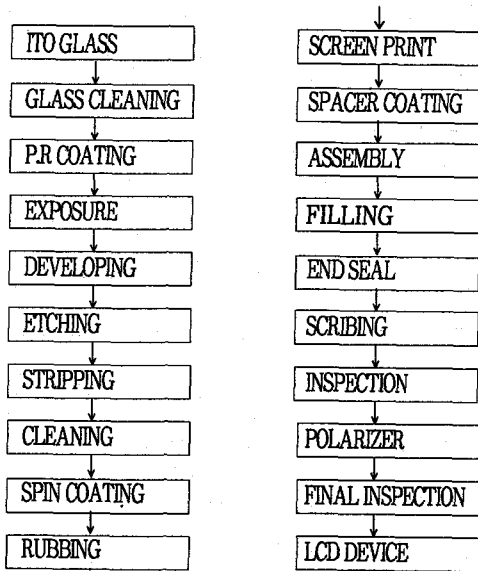 ITO GLASS
GLASS CLEANING
P.R COATING
EXPOSURE
DEVELOPING
ETCHING
STRIPPING
CLEANING
SPIN COATING
RUBBING
SCREEN PRINT
SPACER COATING
ASSEMBLY
FILLING
END SEAL
SCRIBING
INSPECTION
POLARIZER
FINAL INSPECTION
LCD DEVICE